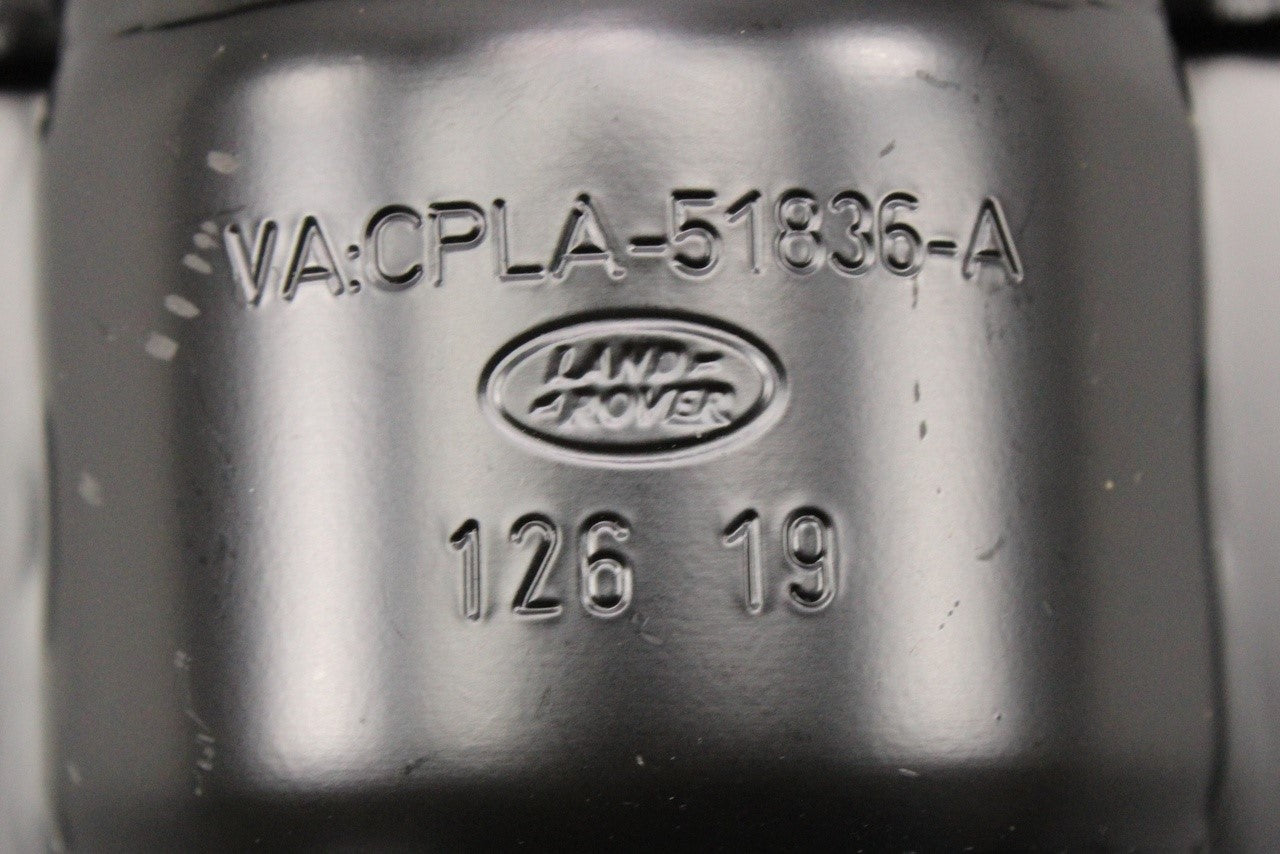 VA:CPLA-51836-A
LAND-
-ROVER
126 19